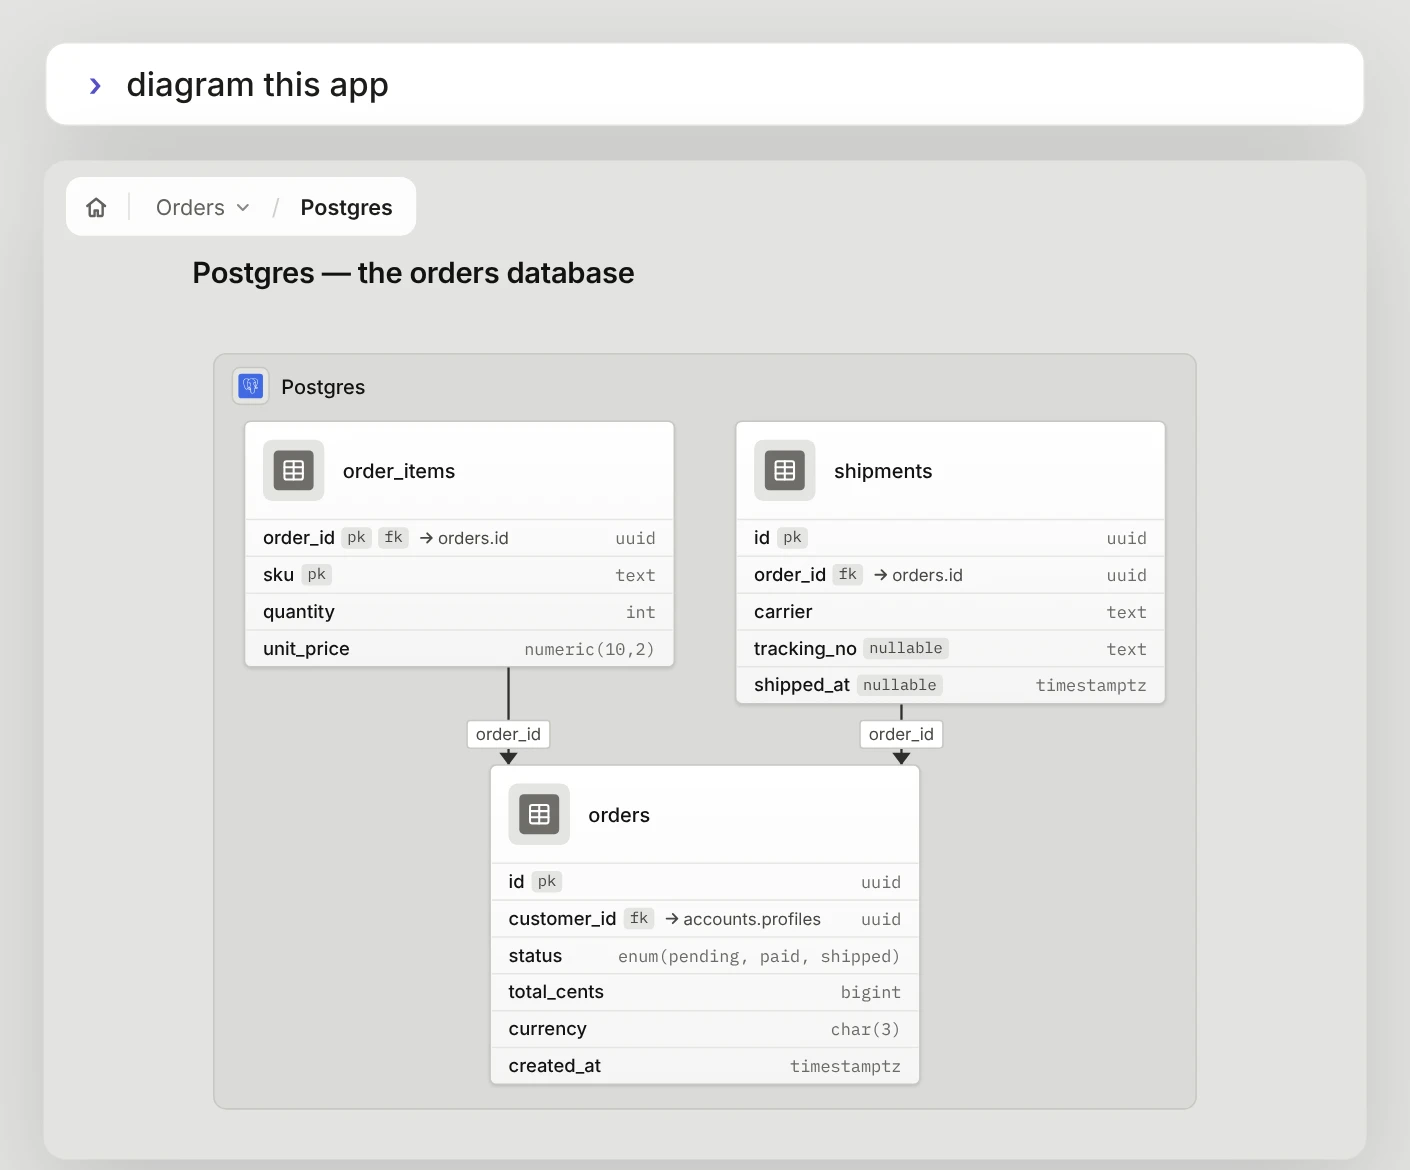 › diagram this app
Orders / Postgres
Postgres — the orders database
Postgres
order_items
order_id pk fk → orders.id uuid
sku pk text
quantity int
unit_price numeric(10,2)
shipments
id pk uuid
order_id fk → orders.id uuid
carrier text
tracking_no nullable text
shipped_at nullable timestamptz
order_id
order_id
orders
id pk uuid
customer_id fk → accounts.profiles uuid
status enum(pending, paid, shipped)
total_cents bigint
currency char(3)
created_at timestamptz